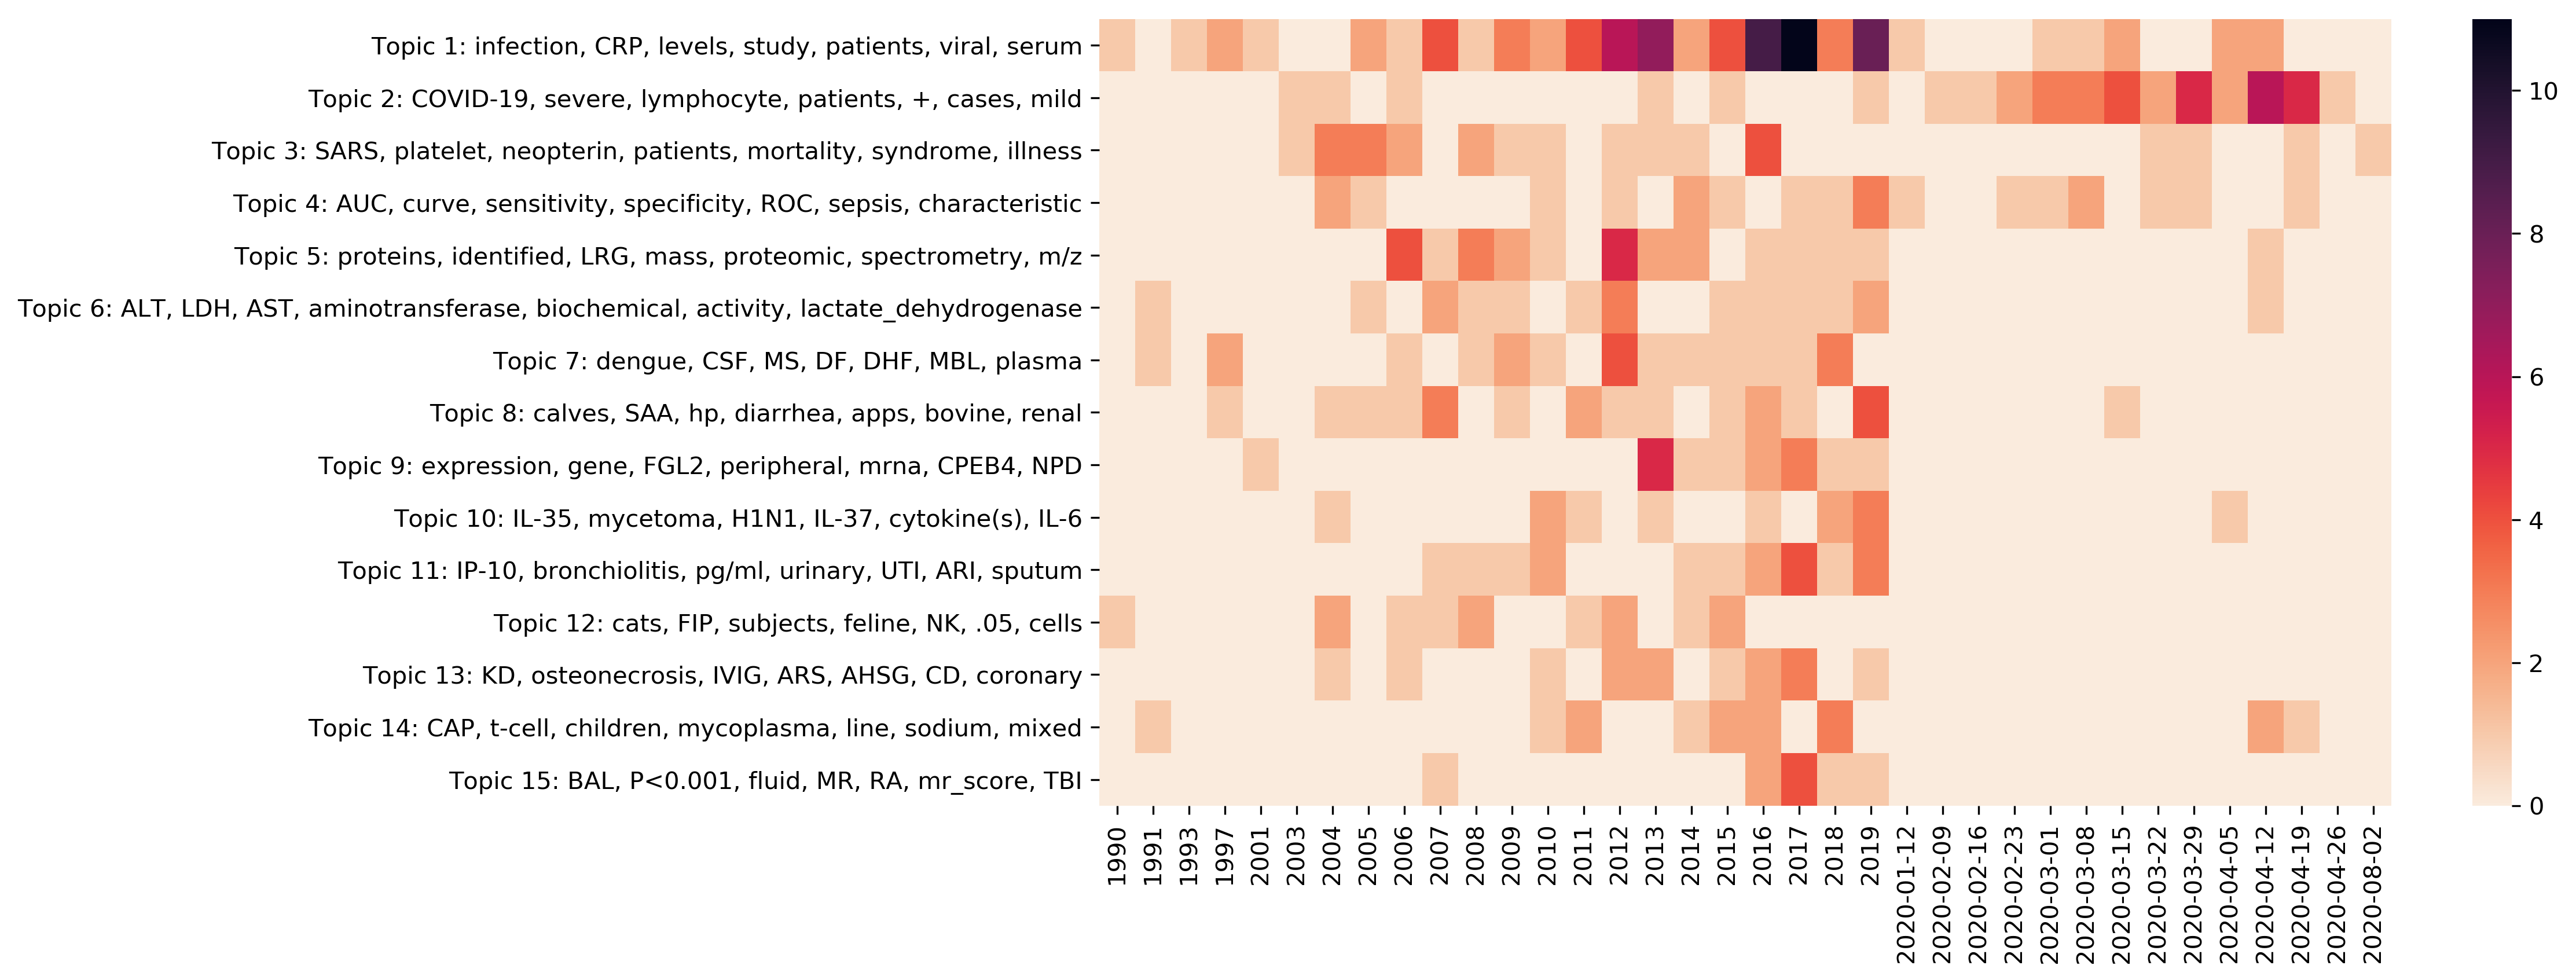 Topic 1: infection, CRP, levels, study, patients, viral, serum
Topic 2: COVID-19, severe, lymphocyte, patients, +, cases, mild
Topic 3: SARS, platelet, neopterin, patients, mortality, syndrome, illness
Topic 4: AUC, curve, sensitivity, specificity, ROC, sepsis, characteristic
Topic 5: proteins, identified, LRG, mass, proteomic, spectrometry, m/z
Topic 6: ALT, LDH, AST, aminotransferase, biochemical, activity, lactate_dehydrogenase
Topic 7: dengue, CSF, MS, DF, DHF, MBL, plasma
Topic 8: calves, SAA, hp, diarrhea, apps, bovine, renal
Topic 9: expression, gene, FGL2, peripheral, mrna, CPEB4, NPD
Topic 10: IL-35, mycetoma, H1N1, IL-37, cytokine(s), IL-6
Topic 11: IP-10, bronchiolitis, pg/ml, urinary, UTI, ARI, sputum
Topic 12: cats, FIP, subjects, feline, NK, .05, cells
Topic 13: KD, osteonecrosis, IVIG, ARS, AHSG, CD, coronary
Topic 14: CAP, t-cell, children, mycoplasma, line, sodium, mixed
Topic 15: BAL, P<0.001, fluid, MR, RA, mr_score, TBI
1990
1991
1993
1997
2001
2003
2004
2005
2006
2007
2008
2009
2010
2011
2012
2013
2014
2015
2016
2017
2018
2019
2020-01-12
2020-02-09
2020-02-16
2020-02-23
2020-03-01
2020-03-08
2020-03-15
2020-03-22
2020-03-29
2020-04-05
2020-04-12
2020-04-19
2020-04-26
2020-08-02
10
8
6
4
2
0